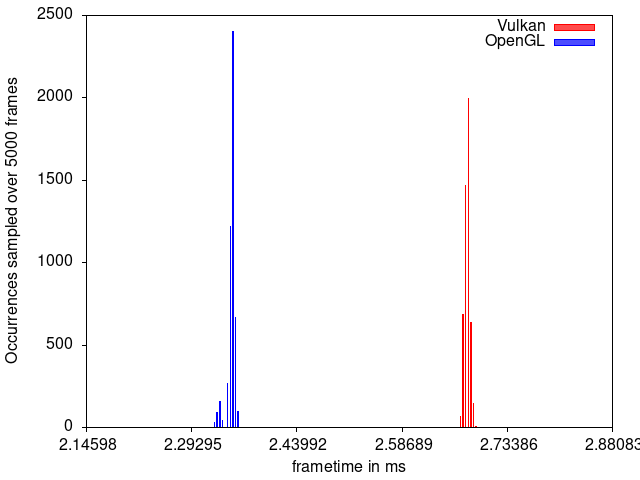 2500
2000
1500
1000
500
0
Occurrences sampled over 5000 frames
Vulkan
OpenGL
2.14598 2.29295 2.43992 2.58689 2.73386 2.88083
frametime in ms